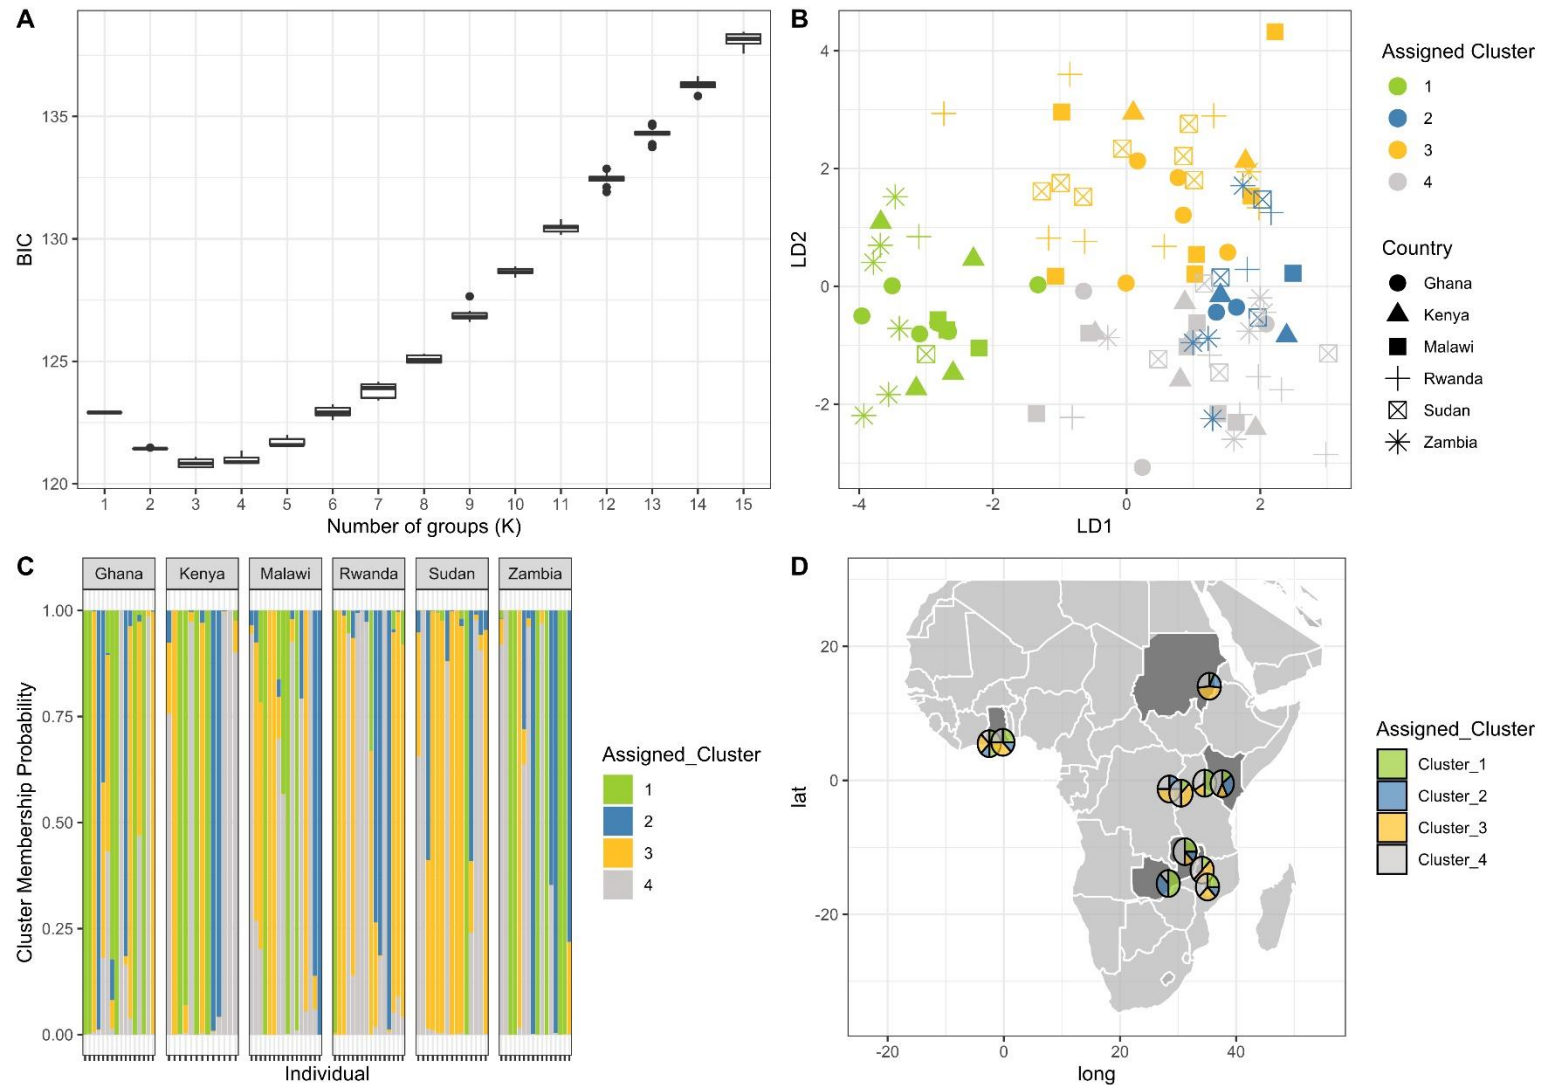 A
BIC
135
130
125
120
1 2 3 4 5 6 7 8 9 10 11 12 13 14 15
Number of groups (K)
B
LD2
4
2
0
-2
-4 -2 0 2
LD1
Assigned Cluster
1
2
3
4
Country
Ghana
Kenya
Malawi
Rwanda
Sudan
Zambia
C
Ghana Kenya Malawi Rwanda Sudan Zambia
Cluster Membership Probability
1.00
0.75
0.50
0.25
0.00
Individual
Assigned_Cluster
1
2
3
4
D
lat
20
0
-20
-20 0 20 40
long
Assigned_Cluster
Cluster_1
Cluster_2
Cluster_3
Cluster_4